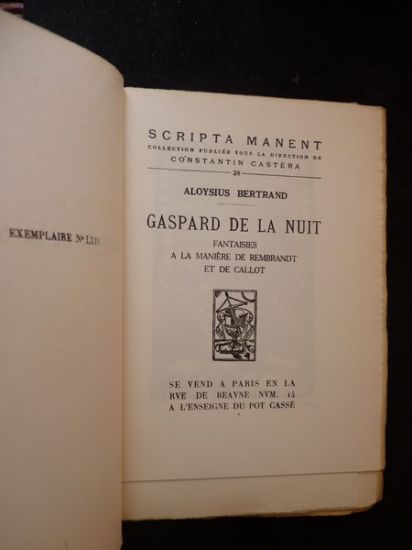 EXEMPLAIRE N° LXIV
SCRIPTA MANENT
COLLECTION PUBLIÉE SOUS LA DIRECTION DE
CONSTANTIN CASTÉRA
28
ALOYSIUS BERTRAND
GASPARD DE LA NUIT
FANTAISIES
A LA MANIÈRE DE REMBRANDT
ET DE CALLOT
SE VEND A PARIS EN LA
RVE DE BEAVNE NVM. 14
A L'ENSEIGNE DU POT CASSÉ